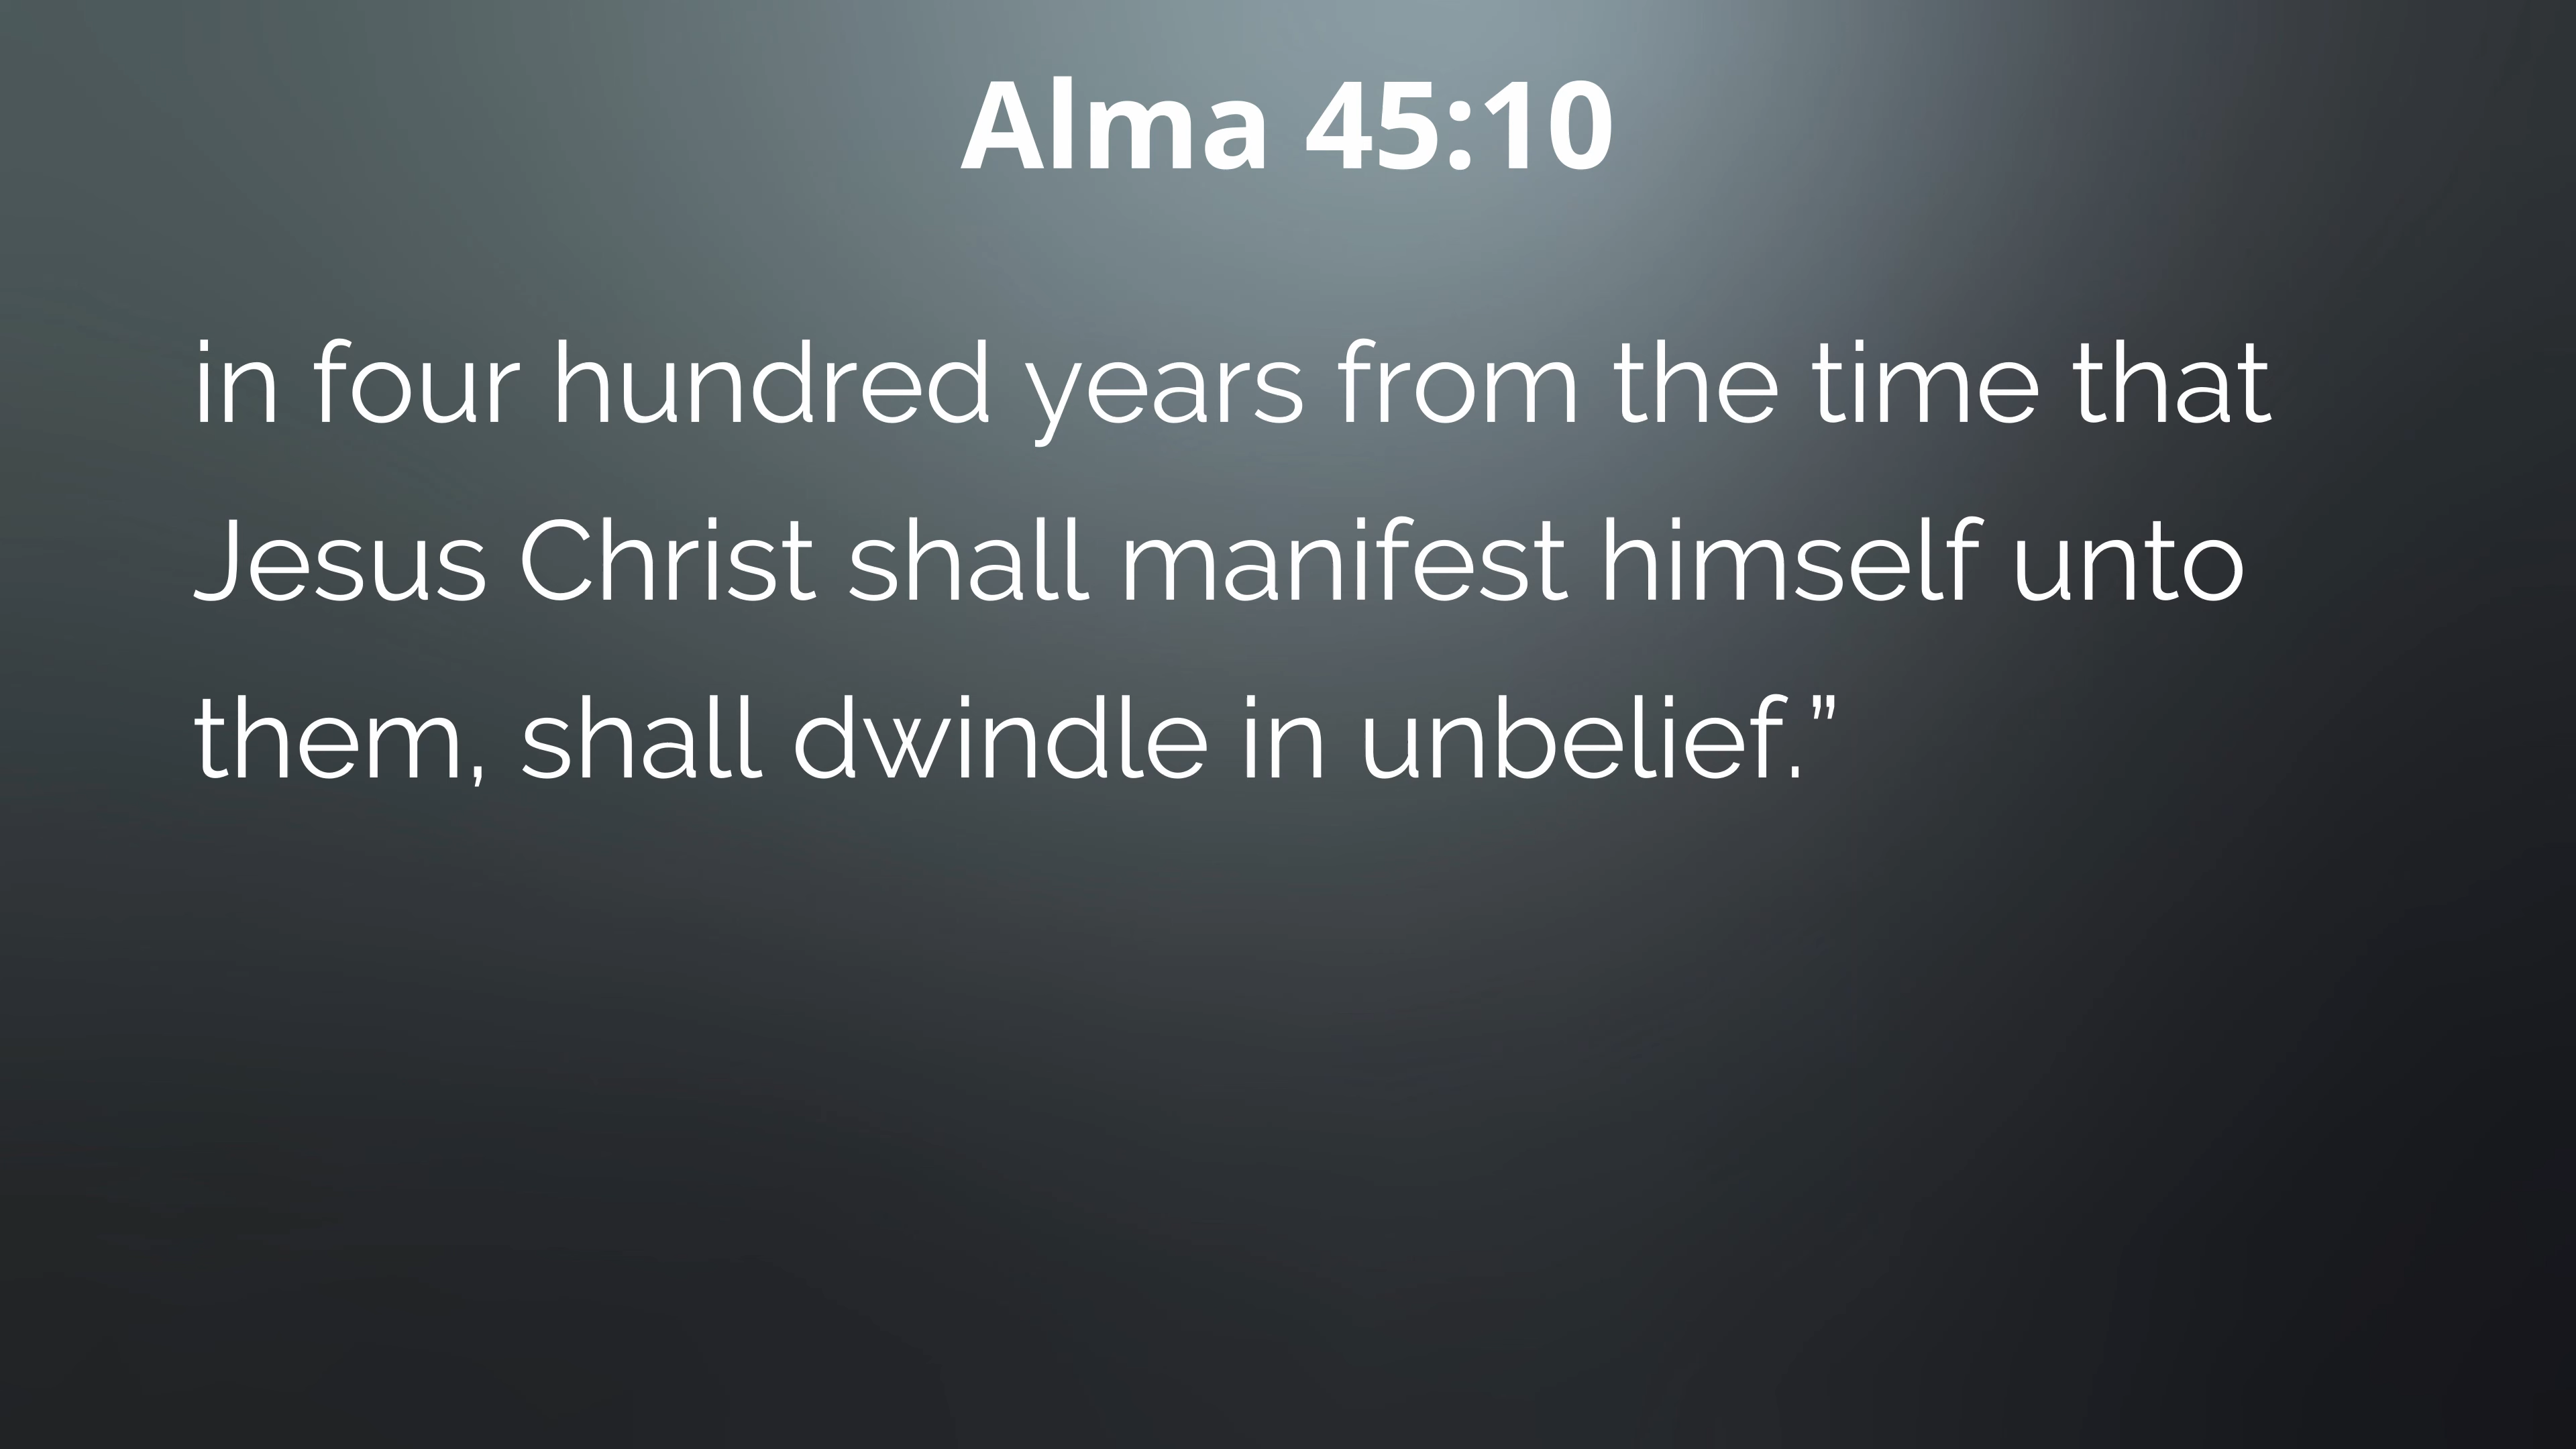 Alma 45:10
in four hundred years from the time that
Jesus Christ shall manifest himself unto
them, shall dwindle in unbelief.”